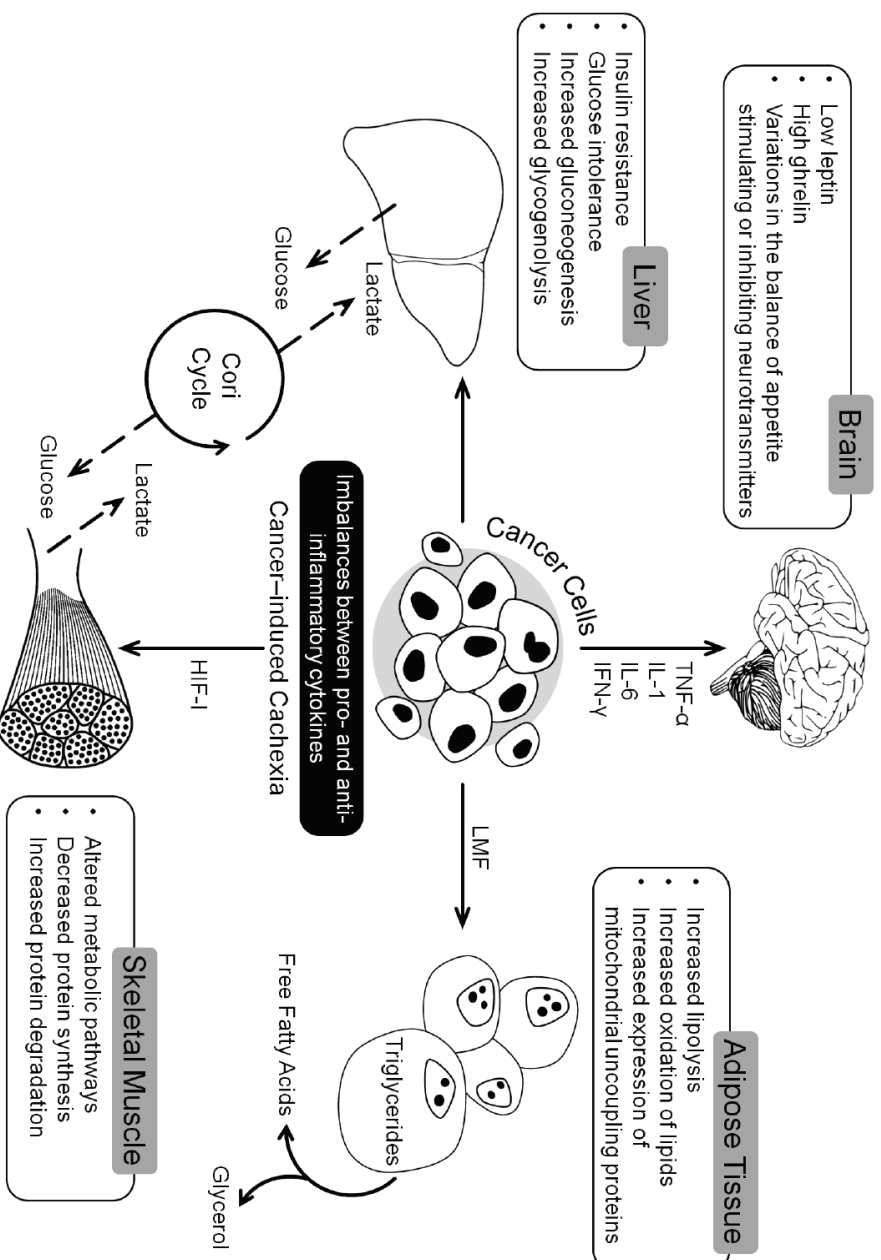 Brain
• Low leptin
• High ghrelin
• Variations in the balance of appetite
stimulating or inhibiting neurotransmitters
Liver
• Insulin resistance
• Glucose intolerance
• Increased gluconeogenesis
• Increased glycogenolysis
Adipose Tissue
• Increased lipolysis
• Increased oxidation of lipids
• Increased expression of
mitochondrial uncoupling proteins
TNF-α
IL-1
IL-6
IFN-γ
Cancer Cells
LMF
Triglycerides
Free Fatty Acids
Glycerol
Imbalances between pro- and anti-
inflammatory cytokines
Cancer–induced Cachexia
HIF-I
Lactate
Glucose
Cori
Cycle
Lactate
Glucose
Skeletal Muscle
• Altered metabolic pathways
• Decreased protein synthesis
• Increased protein degradation